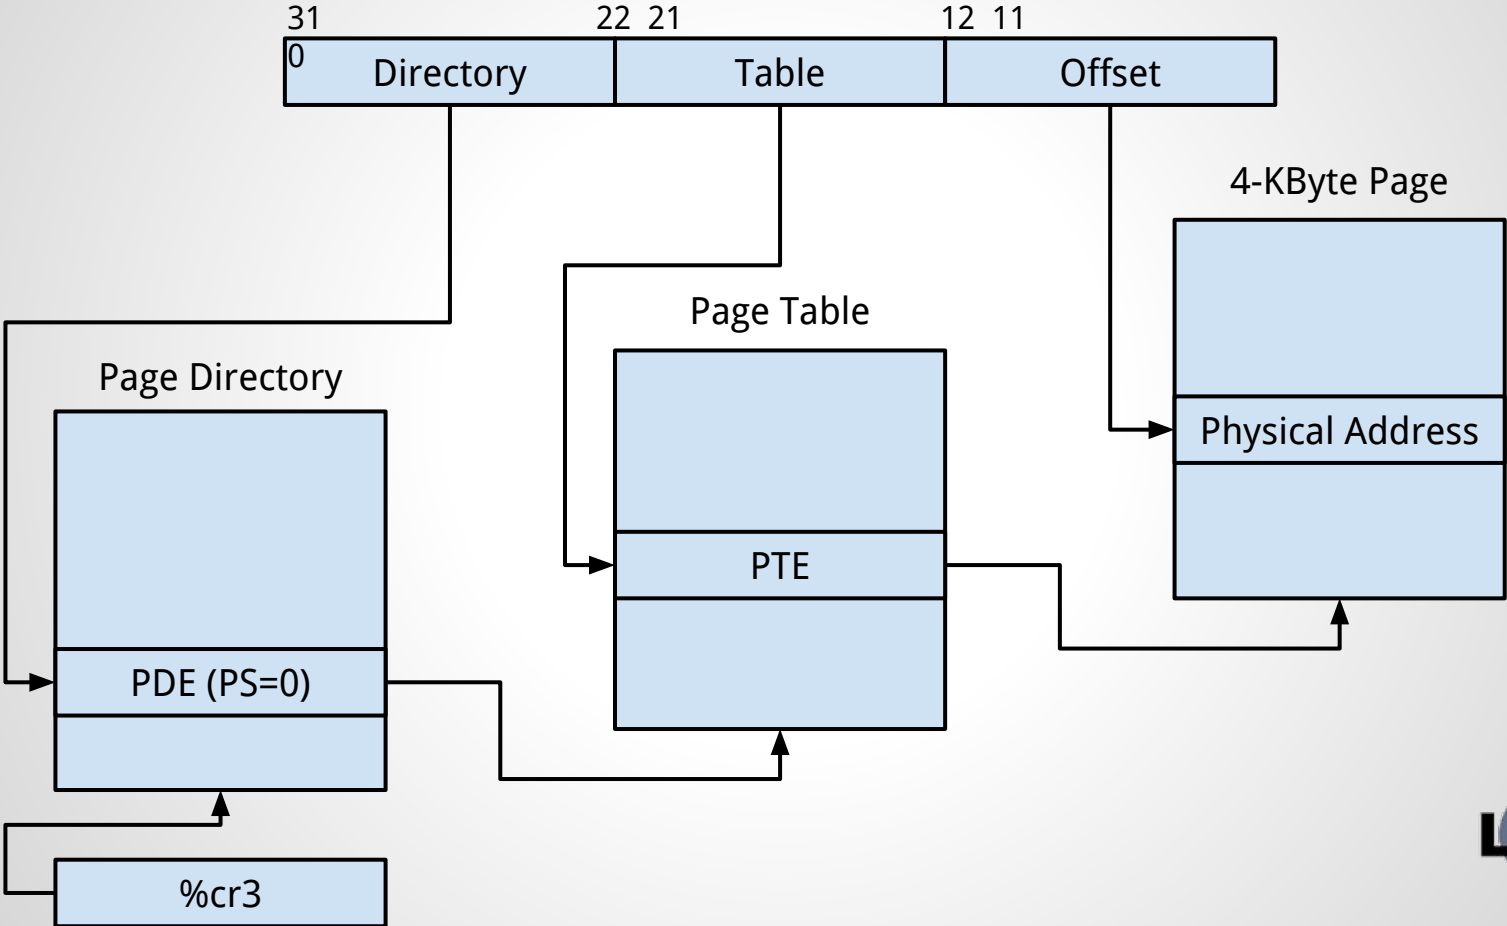 31 22 21 12 11
0
Directory Table Offset
4-KByte Page
Page Table
Page Directory
Physical Address
PTE
PDE (PS=0)
%cr3